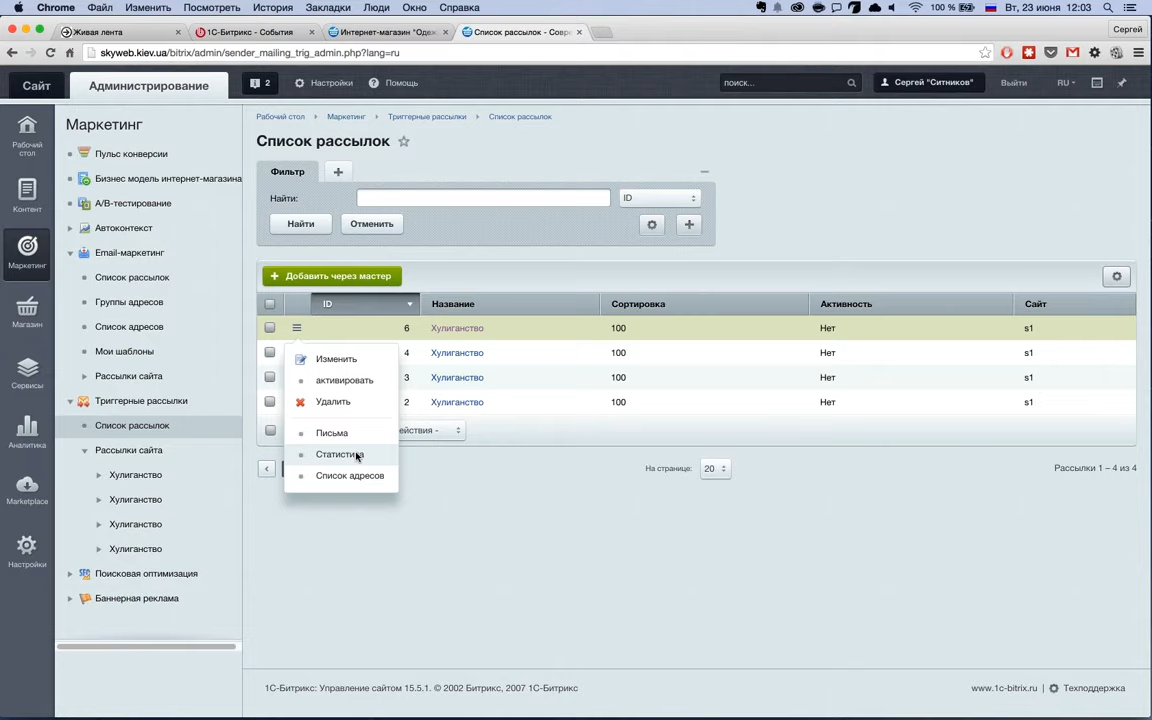 Chrome Файл Изменить Посмотреть История Закладки Люди Окно Справка 100 % Вт, 23 июня 12:03
Живая лента 1С-Битрикс - События Интернет-магазин "Одеж Список рассылок - Совре Сергей
skyweb.kiev.ua/bitrix/admin/sender_mailing_trig_admin.php?lang=ru
Сайт Администрирование 2 Настройки Помощь поиск... Сергей "Ситников" Выйти RU
Рабочий стол
Контент
Маркетинг
Магазин
Сервисы
Аналитика
Marketplace
Настройки
Маркетинг
Пульс конверсии
Бизнес модель интернет-магазина
A/B-тестирование
Автоконтекст
Email-маркетинг
Список рассылок
Группы адресов
Список адресов
Мои шаблоны
Рассылки сайта
Триггерные рассылки
Список рассылок
Рассылки сайта
Хулиганство
Хулиганство
Хулиганство
Хулиганство
Поисковая оптимизация
Баннерная реклама
Рабочий стол Маркетинг Триггерные рассылки Список рассылок
Список рассылок
Фильтр
Найти: ID
Найти Отменить
Добавить через мастер
ID Название Сортировка Активность Сайт
6 Хулиганство 100 Нет s1
4 Хулиганство 100 Нет s1
3 Хулиганство 100 Нет s1
2 Хулиганство 100 Нет s1
Изменить
активировать
Удалить
Письма
Статистика
Список адресов
ействия -
На странице: 20 Рассылки 1 – 4 из 4
1С-Битрикс: Управление сайтом 15.5.1. © 2002 Битрикс, 2007 1С-Битрикс www.1c-bitrix.ru | Техподдержка